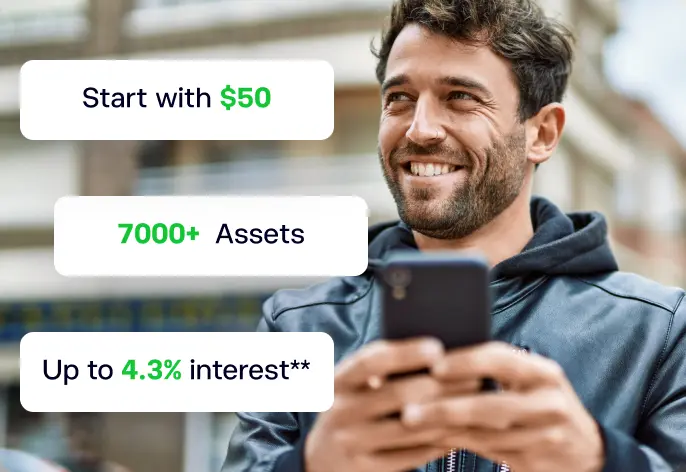 Start with $50
7000+ Assets
Up to 4.3% interest**